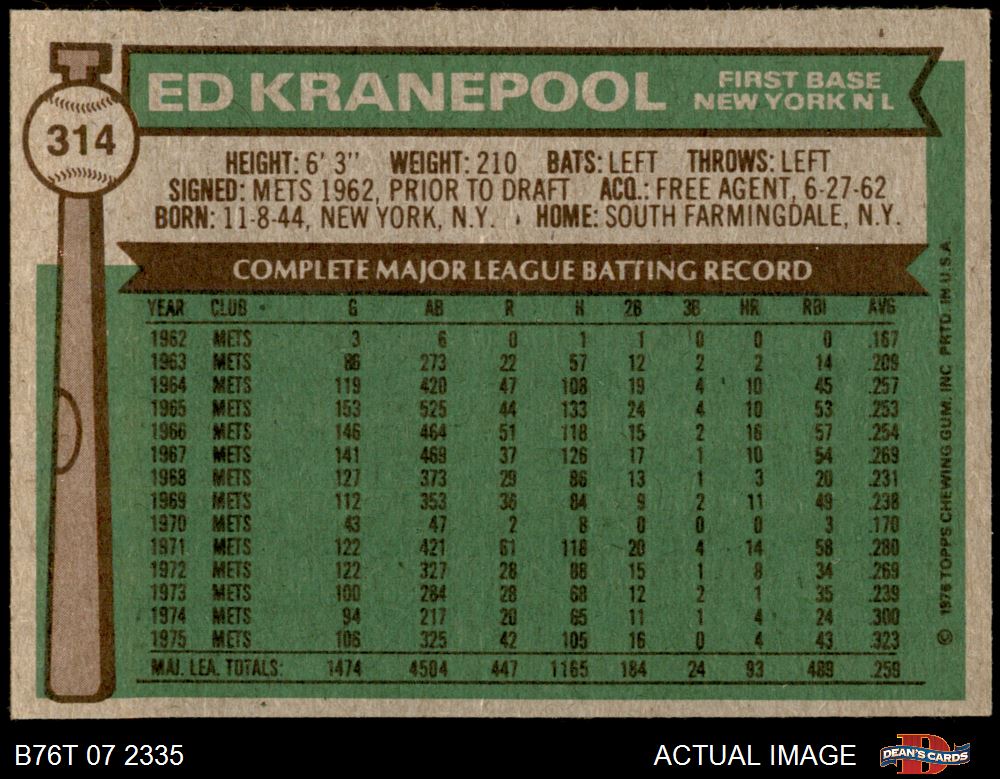 314
ED KRANEPOOL
FIRST BASE
NEW YORK N L
HEIGHT: 6' 3" WEIGHT: 210 BATS: LEFT THROWS: LEFT
SIGNED: METS 1962, PRIOR TO DRAFT ACQ.: FREE AGENT, 6-27-62
BORN: 11-8-44, NEW YORK, N.Y. HOME: SOUTH FARMINGDALE, N.Y.
COMPLETE MAJOR LEAGUE BATTING RECORD
YEAR CLUB G AB R H 2B 3B HR RBI AVG
1962 METS 3 6 0 1 1 0 0 0 .167
1963 METS 86 273 22 57 12 2 2 14 .209
1964 METS 119 420 47 108 19 4 10 45 .257
1965 METS 153 525 44 133 24 4 10 53 .253
1966 METS 146 464 51 118 15 2 16 57 .254
1967 METS 141 469 37 126 17 1 10 54 .269
1968 METS 127 373 29 86 13 1 3 20 .231
1969 METS 112 353 36 84 9 2 11 49 .238
1970 METS 43 47 2 8 0 0 0 3 .170
1971 METS 122 421 61 118 20 4 14 58 .280
1972 METS 122 327 28 88 15 1 8 34 .269
1973 METS 100 284 28 68 12 2 1 35 .239
1974 METS 94 217 20 65 11 1 4 24 .300
1975 METS 106 325 42 105 16 0 4 43 .323
MAJ. LEA. TOTALS: 1474 4504 447 1165 184 24 93 489 .259
© 1976 TOPPS CHEWING GUM, INC. PRTD. IN U.S.A.
B76T 07 2335
ACTUAL IMAGE
DEAN'S CARDS